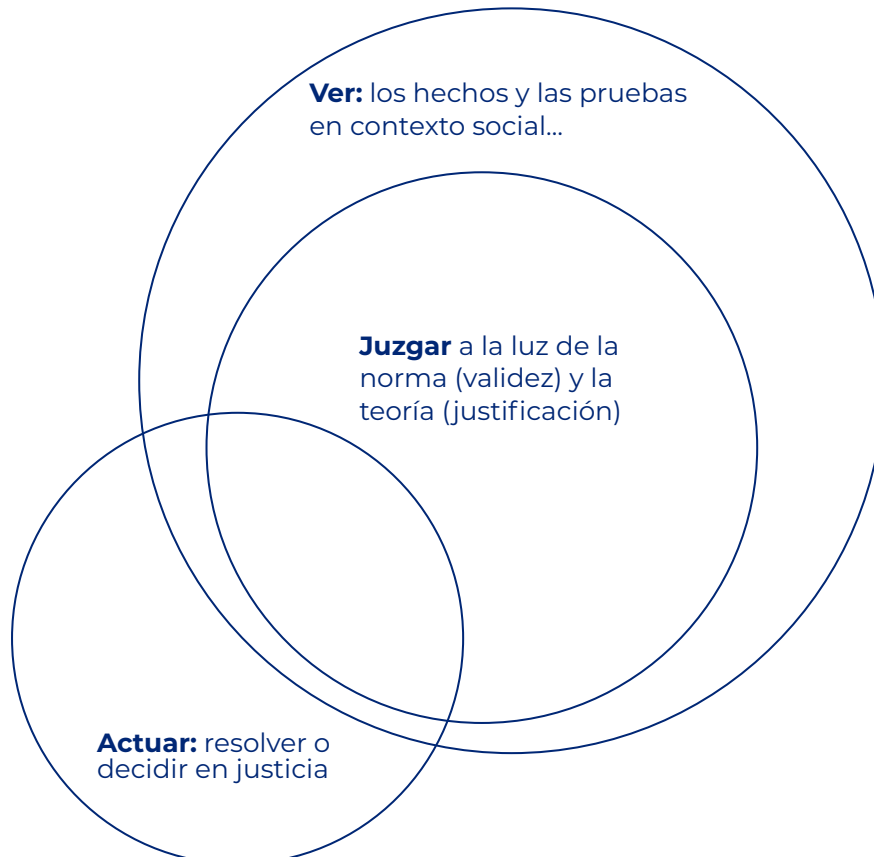 Ver: los hechos y las pruebas
en contexto social...
Juzgar a la luz de la
norma (validez) y la
teoría (justificación)
Actuar: resolver o
decidir en justicia